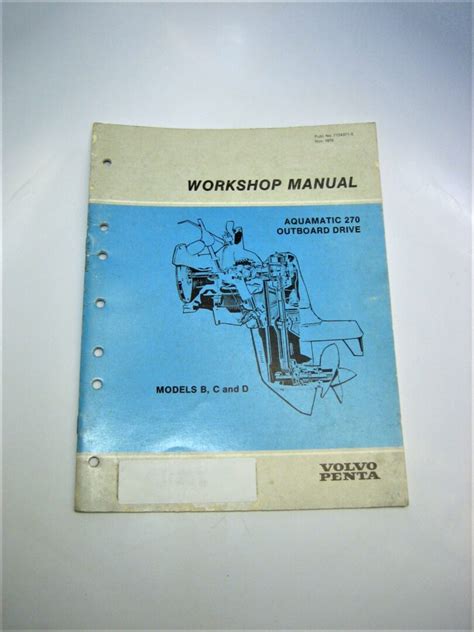 WORKSHOP MANUAL
AQUAMATIC 270
OUTBOARD DRIVE
MODELS B, C and D
VOLVO
PENTA